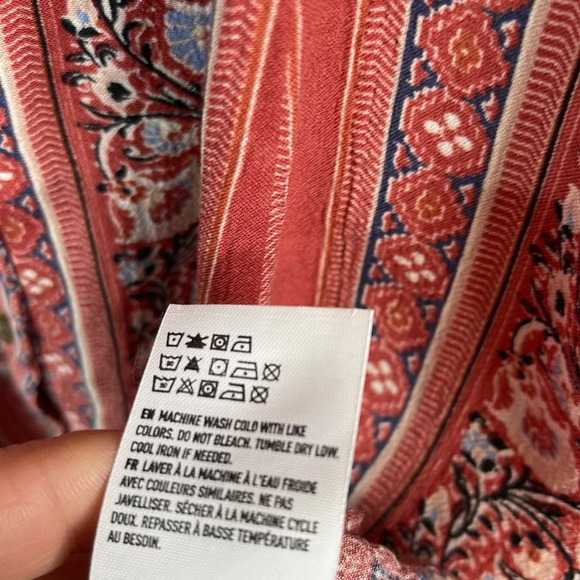 EN MACHINE WASH COLD WITH LIKE
COLORS. DO NOT BLEACH. TUMBLE DRY LOW.
COOL IRON IF NEEDED.
FR LAVER À LA MACHINE À L'EAU FROIDE
AVEC COULEURS SIMILAIRES. NE PAS
JAVELLISER. SÉCHER À LA MACHINE CYCLE
DOUX. REPASSER À BASSE TEMPÉRATURE
AU BESOIN.